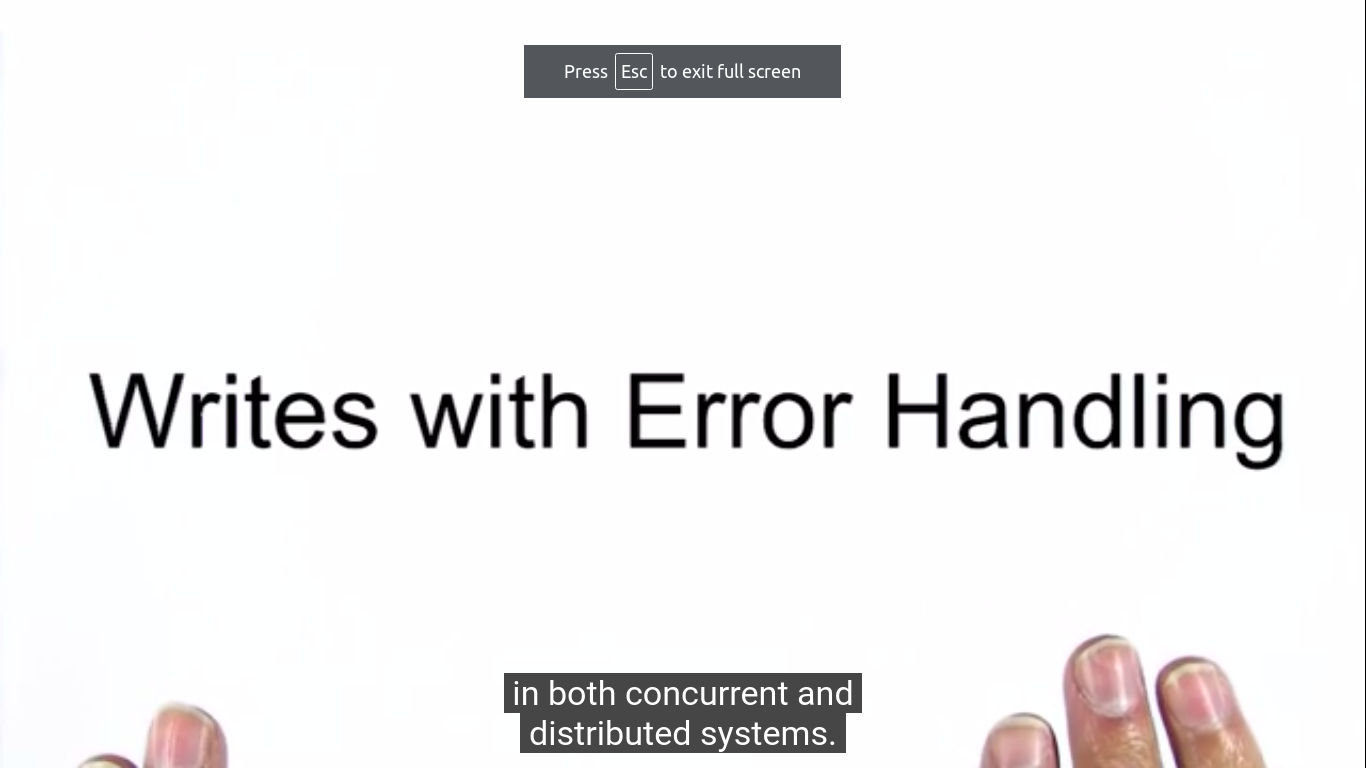 Press Esc to exit full screen
Writes with Error Handling
in both concurrent and
distributed systems.